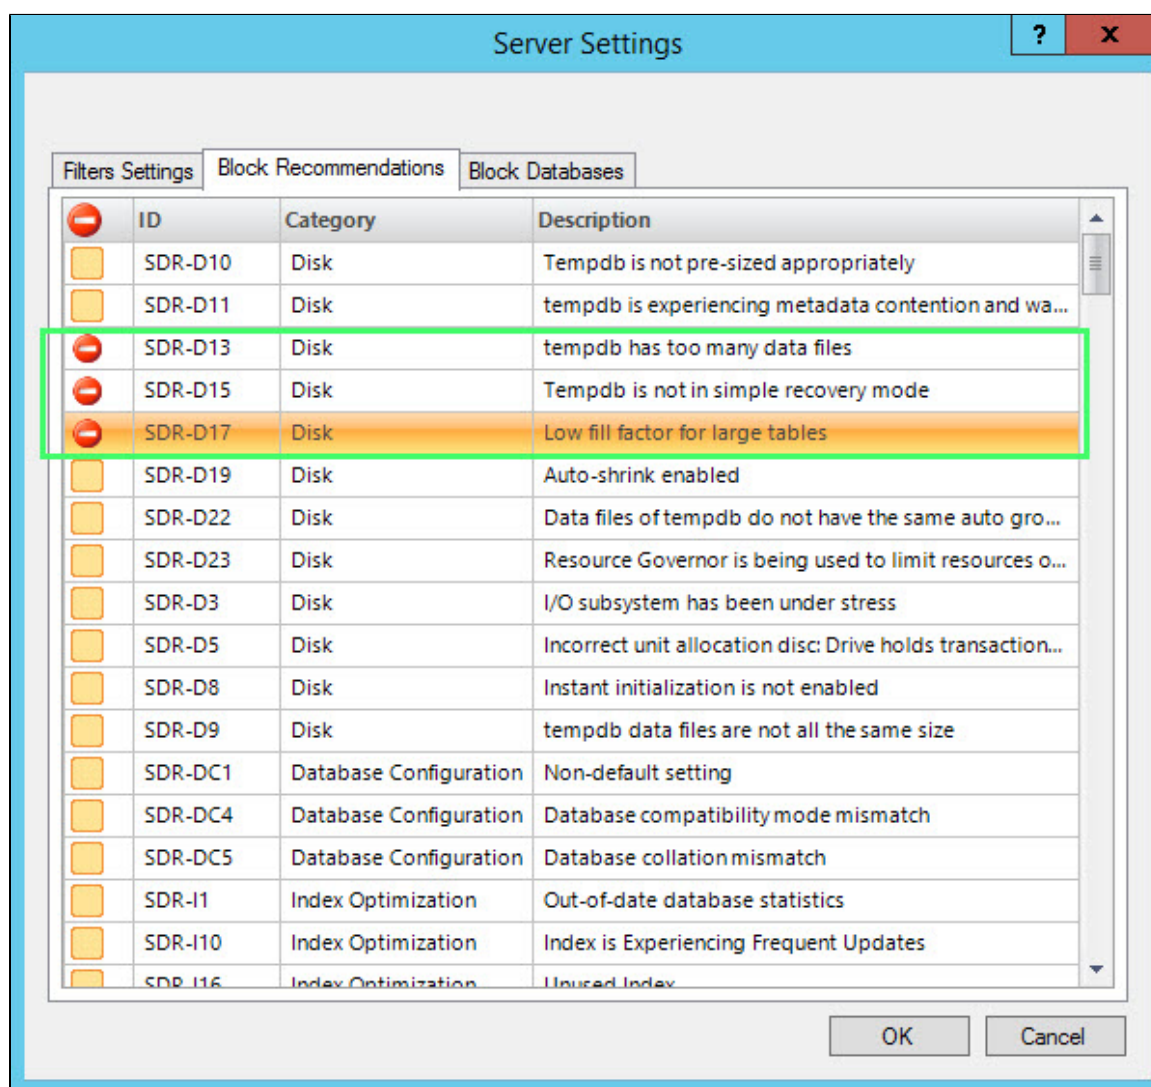 Server Settings
?
x
Filters Settings Block Recommendations Block Databases
ID Category Description
SDR-D10 Disk Tempdb is not pre-sized appropriately
SDR-D11 Disk tempdb is experiencing metadata contention and wa...
SDR-D13 Disk tempdb has too many data files
SDR-D15 Disk Tempdb is not in simple recovery mode
SDR-D17 Disk Low fill factor for large tables
SDR-D19 Disk Auto-shrink enabled
SDR-D22 Disk Data files of tempdb do not have the same auto gro...
SDR-D23 Disk Resource Governor is being used to limit resources o...
SDR-D3 Disk I/O subsystem has been under stress
SDR-D5 Disk Incorrect unit allocation disc: Drive holds transaction...
SDR-D8 Disk Instant initialization is not enabled
SDR-D9 Disk tempdb data files are not all the same size
SDR-DC1 Database Configuration Non-default setting
SDR-DC4 Database Configuration Database compatibility mode mismatch
SDR-DC5 Database Configuration Database collation mismatch
SDR-I1 Index Optimization Out-of-date database statistics
SDR-I10 Index Optimization Index is Experiencing Frequent Updates
SDR-I16 Index Optimization Unused Index
OK Cancel